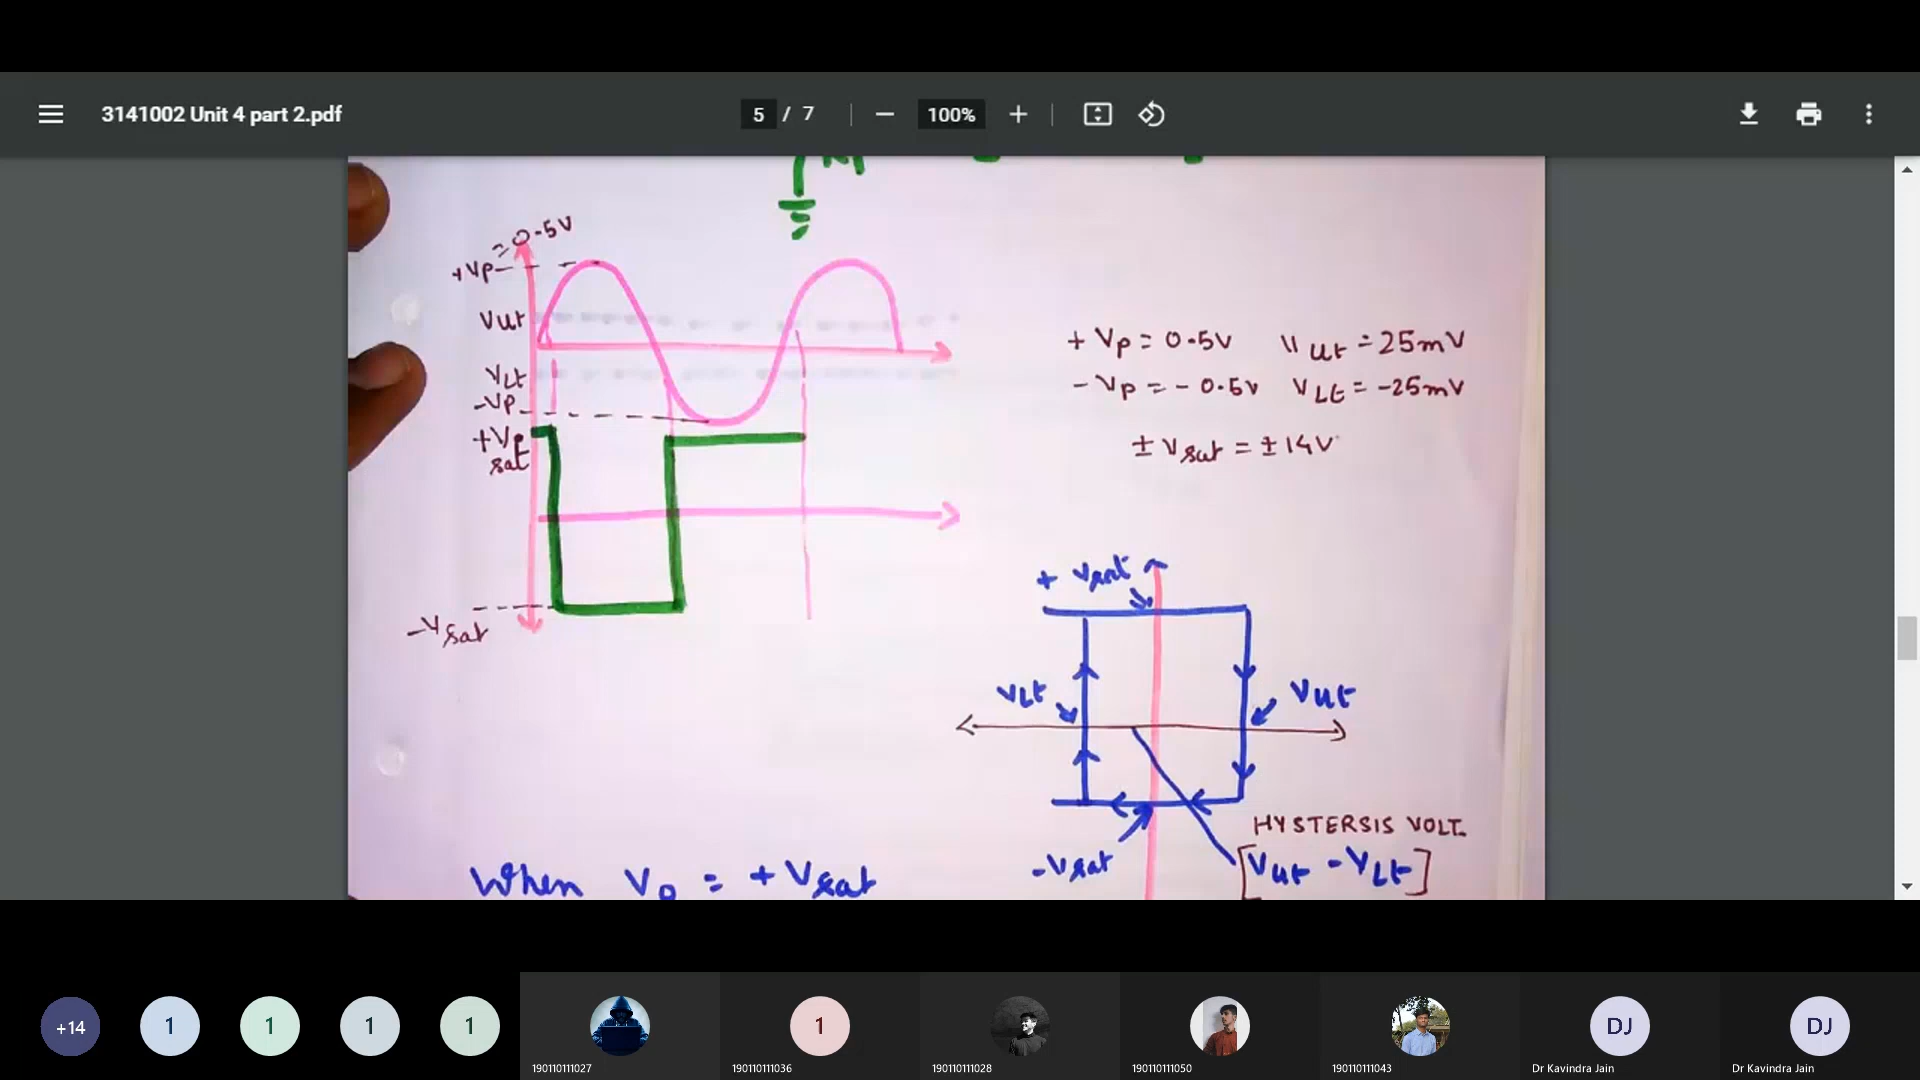 3141002 Unit 4 part 2.pdf
5 / 7
100%
= 0.5V
+Vp
Vut
VLt
-Vp
+Vp
sat
-Vsat
+Vp = 0.5V Vut = 25mV
-Vp = -0.5V VLt = -25mV
± Vsat = ± 14V
+ Vsat
VLt
Vut
-Vsat
HYSTERSIS VOLT.
[Vut - VLt]
When Vo = + Vsat
+14
1
1
1
1
1
DJ
DJ
190110111027
190110111036
190110111028
190110111050
190110111043
Dr Kavindra Jain
Dr Kavindra Jain